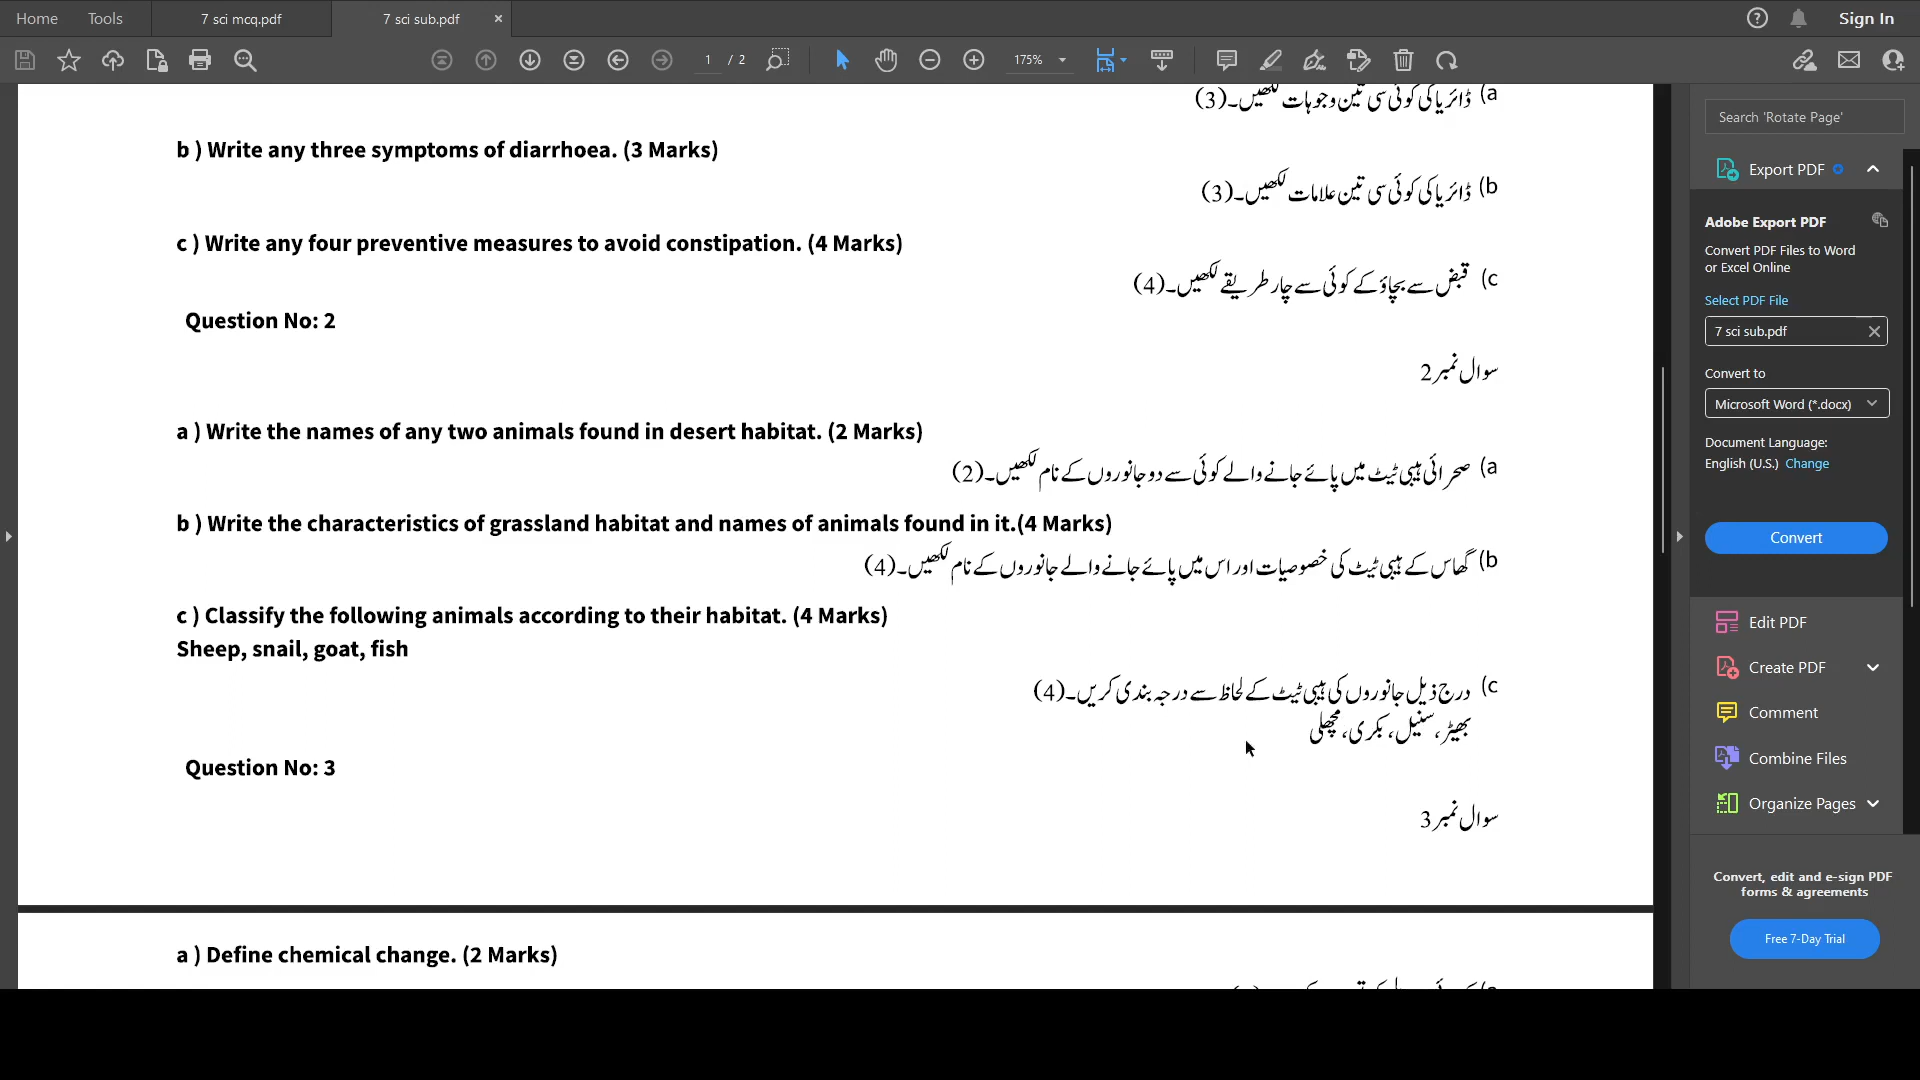 Home Tools 7 sci mcq.pdf 7 sci sub.pdf × Sign In
1 / 2 175%
a) ڈائریا کی کوئی سی تین وجوہات لکھیں۔(3)
b ) Write any three symptoms of diarrhoea. (3 Marks)
b) ڈائریا کی کوئی سی تین علامات لکھیں۔(3)
c ) Write any four preventive measures to avoid constipation. (4 Marks)
c) قبض سے بچاؤ کے کوئی سے چار طریقے لکھیں۔(4)
Question No: 2
سوال نمبر 2
a ) Write the names of any two animals found in desert habitat. (2 Marks)
a) صحرائی ہیبی ٹیٹ میں پائے جانے والے کوئی سے دو جانوروں کے نام لکھیں۔(2)
b ) Write the characteristics of grassland habitat and names of animals found in it.(4 Marks)
b) گھاس کے ہیبی ٹیٹ کی خصوصیات اور اس میں پائے جانے والے جانوروں کے نام لکھیں۔(4)
c ) Classify the following animals according to their habitat. (4 Marks)
Sheep, snail, goat, fish
c) درج ذیل جانوروں کی ہیبی ٹیٹ کے لحاظ سے درجہ بندی کریں۔(4)
بھیڑ، سنیل، بکری، مچھلی
Question No: 3
سوال نمبر 3
a ) Define chemical change. (2 Marks)
Search 'Rotate Page'
Export PDF
Adobe Export PDF
Convert PDF Files to Word
or Excel Online
Select PDF File
7 sci sub.pdf
Convert to
Microsoft Word (*.docx)
Document Language:
English (U.S.) Change
Convert
Edit PDF
Create PDF
Comment
Combine Files
Organize Pages
Convert, edit and e-sign PDF
forms & agreements
Free 7-Day Trial